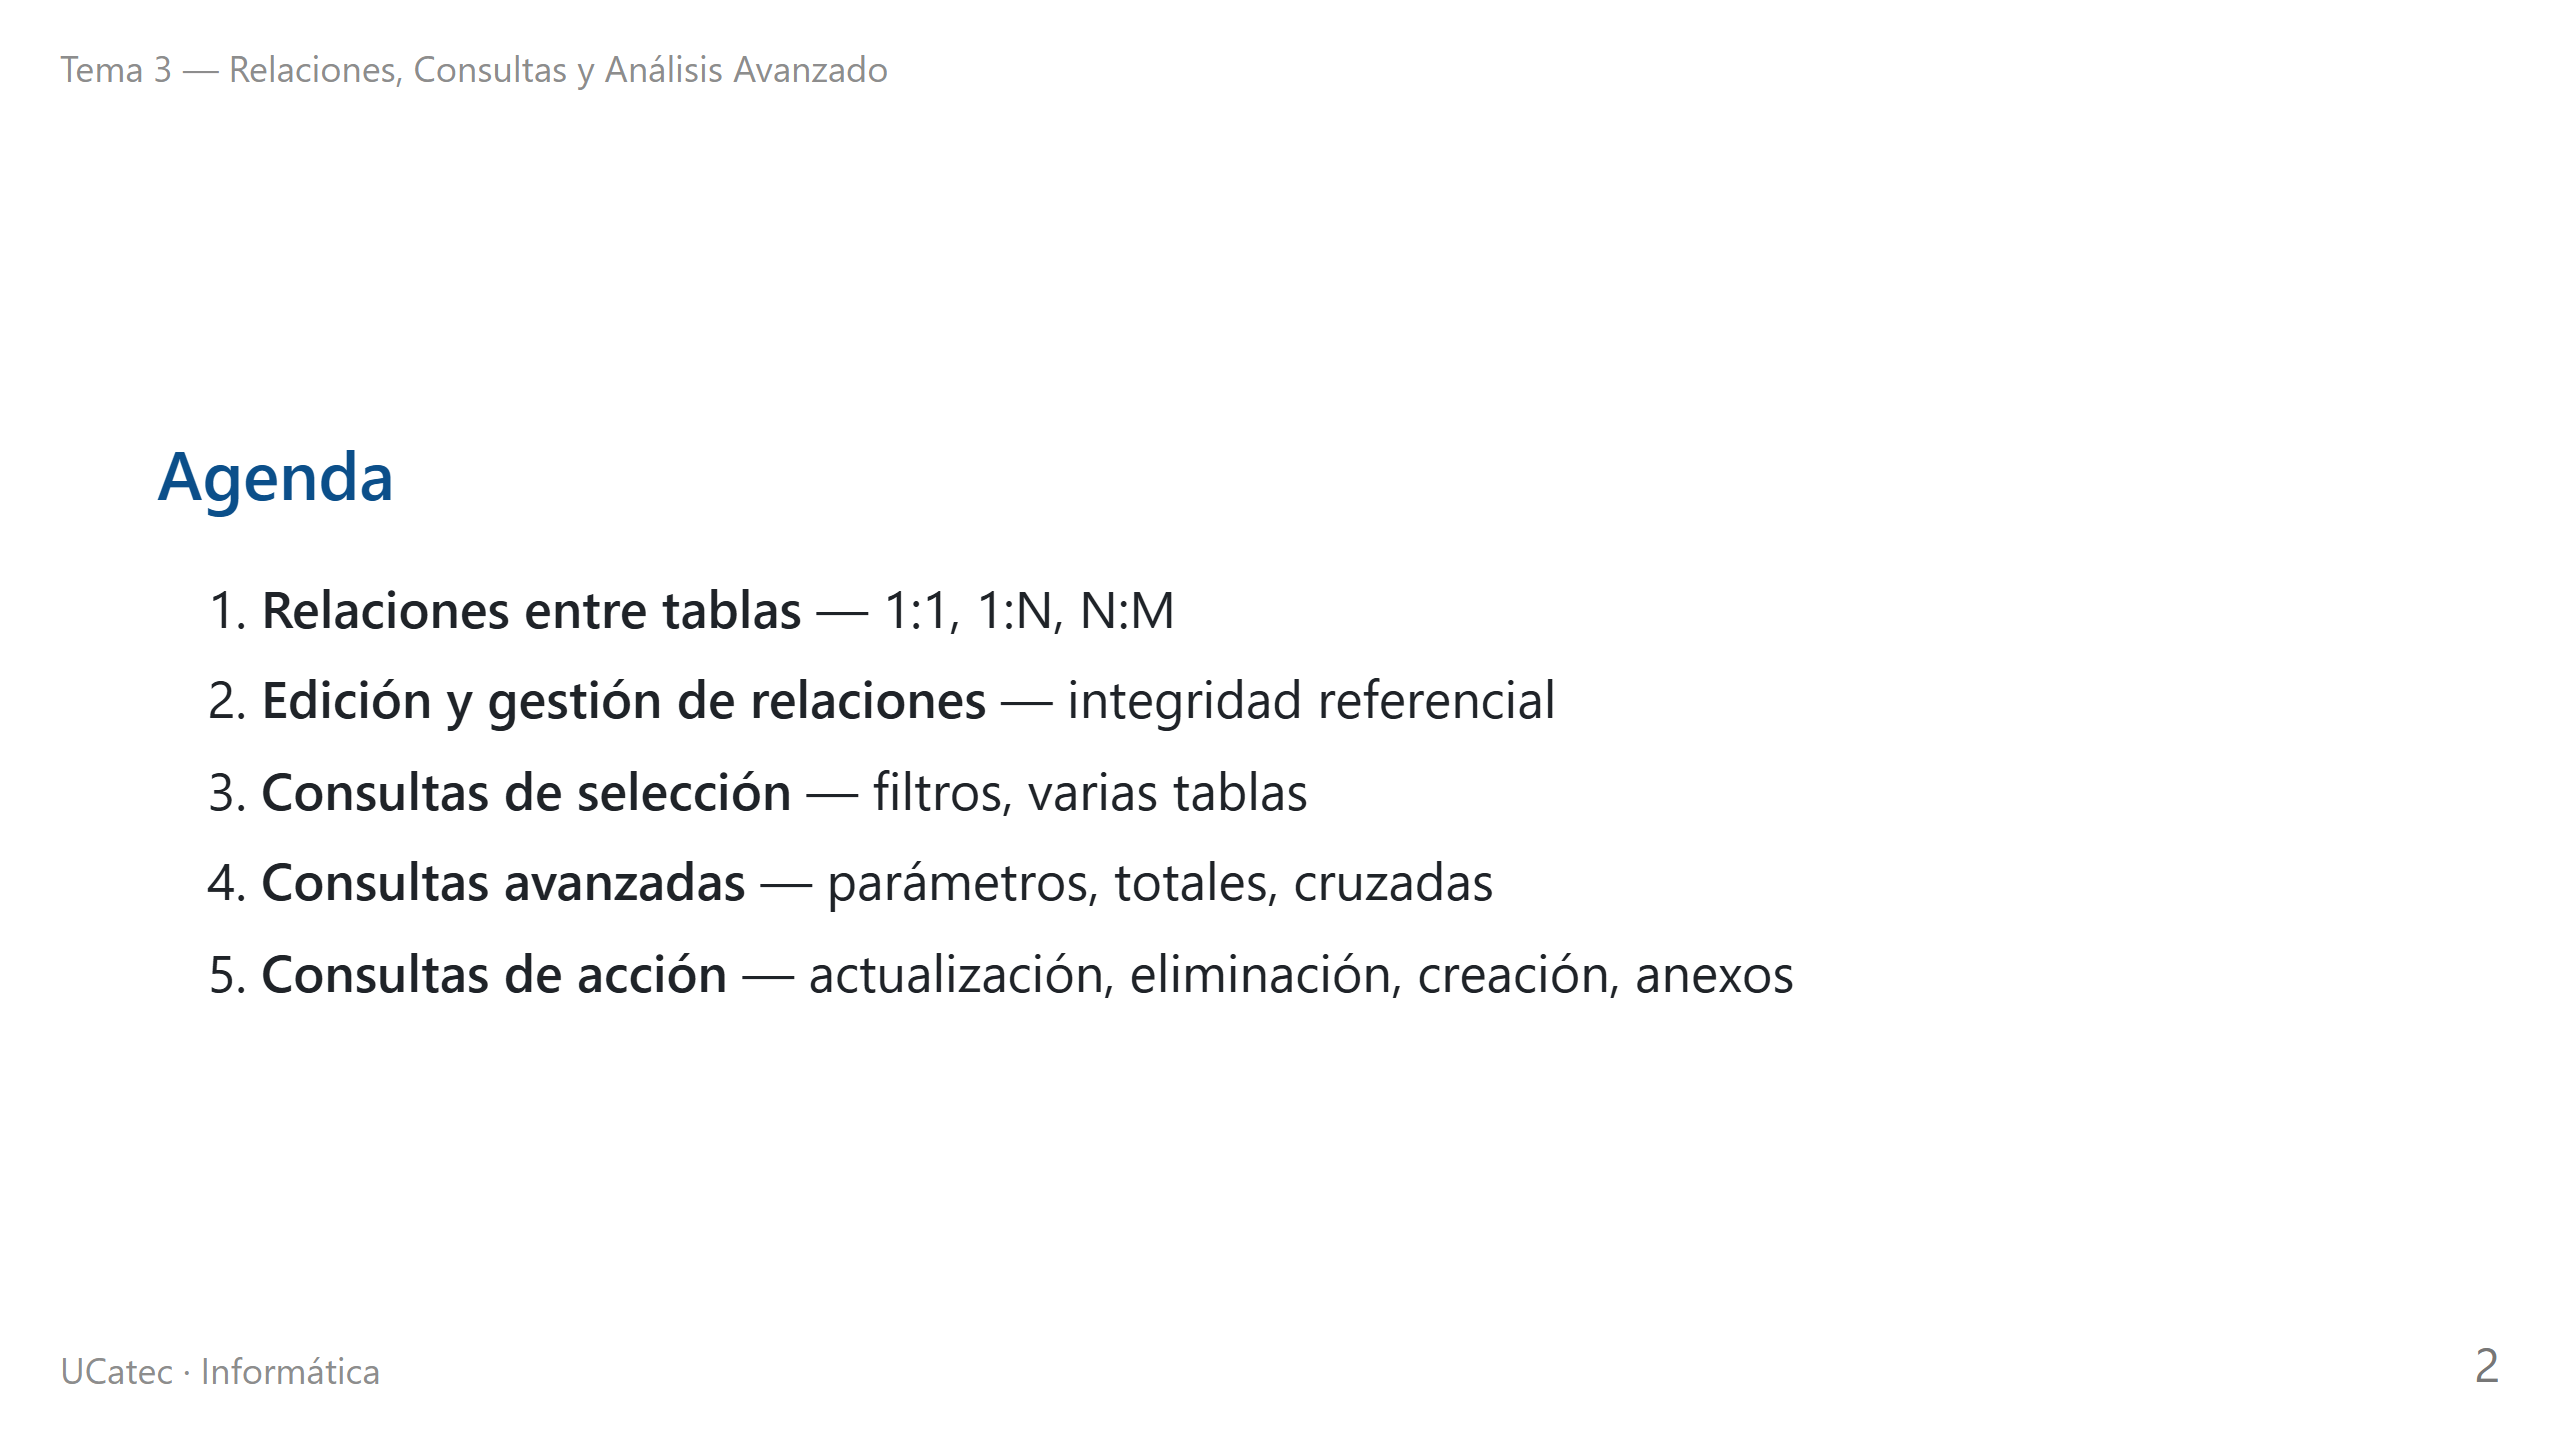 Tema 3 — Relaciones, Consultas y Análisis Avanzado
Agenda
1. Relaciones entre tablas — 1:1, 1:N, N:M
2. Edición y gestión de relaciones — integridad referencial
3. Consultas de selección — filtros, varias tablas
4. Consultas avanzadas — parámetros, totales, cruzadas
5. Consultas de acción — actualización, eliminación, creación, anexos
UCatec · Informática
2